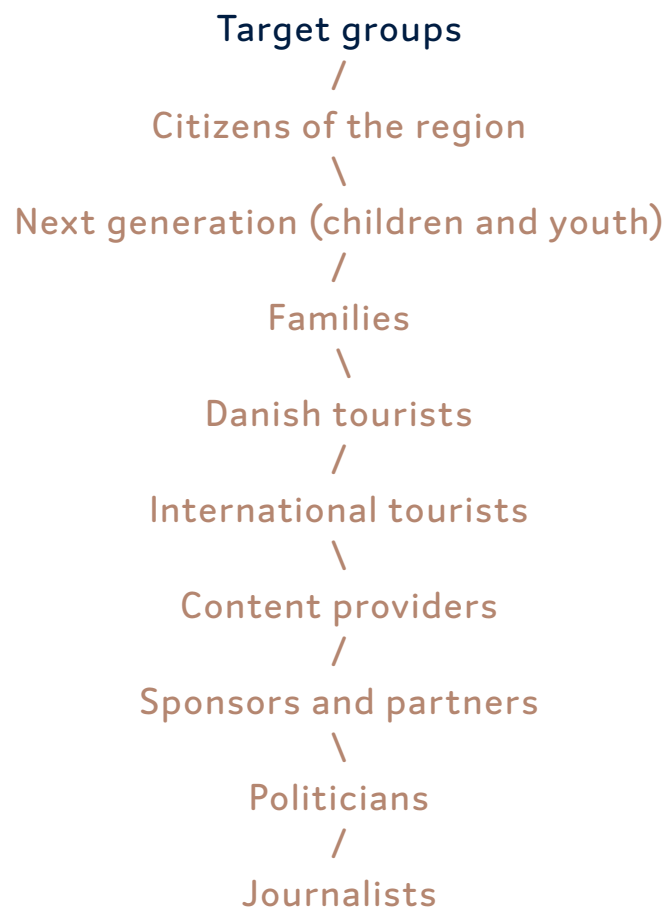 Target groups
/
Citizens of the region
\
Next generation (children and youth)
/
Families
\
Danish tourists
/
International tourists
\
Content providers
/
Sponsors and partners
\
Politicians
/
Journalists